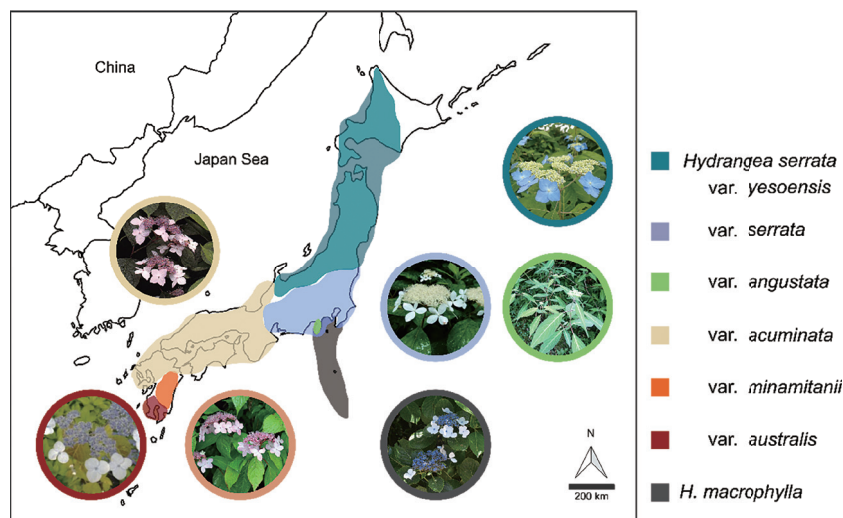 China
Japan Sea
N
200 km
Hydrangea serrata
var. yesoensis
var. serrata
var. angustata
var. acuminata
var. minamitanii
var. australis
H. macrophylla